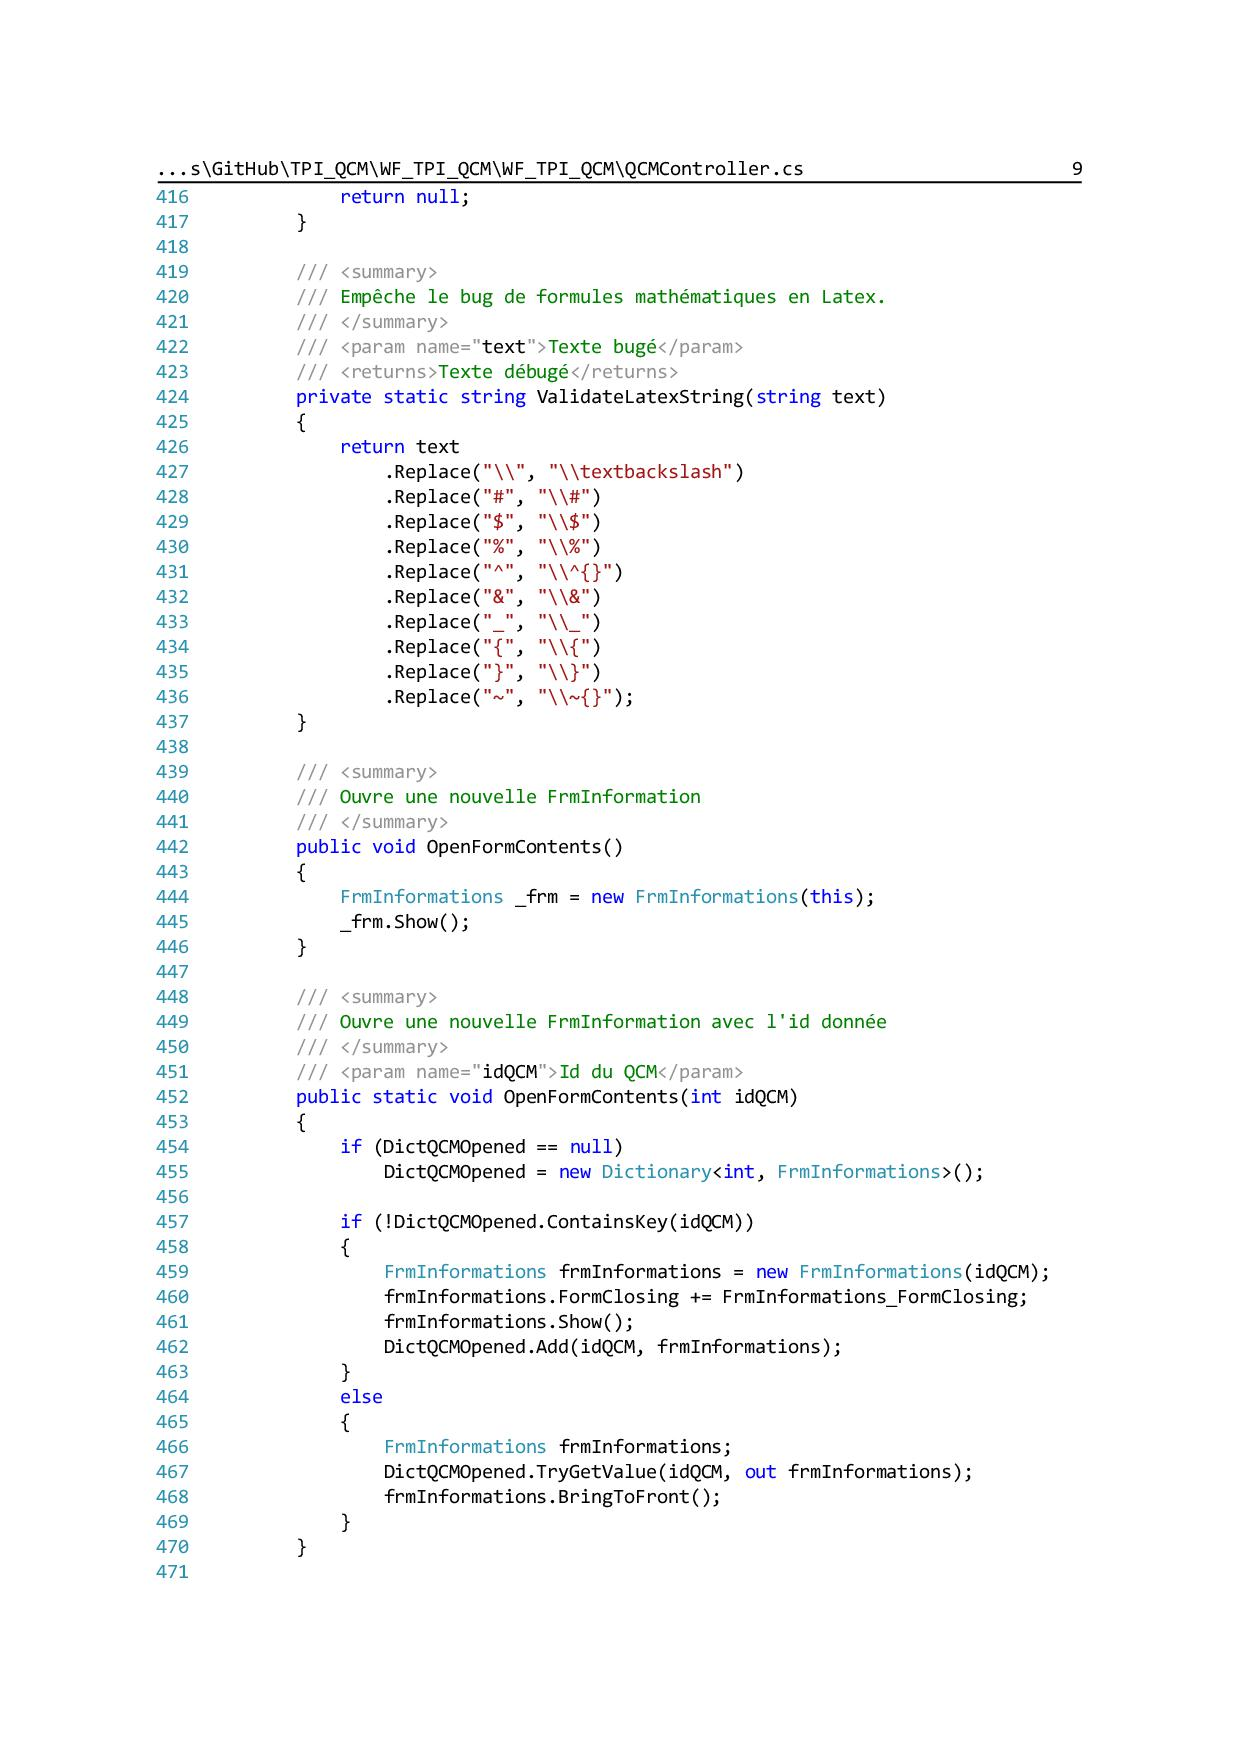 ...s\GitHub\TPI_QCM\WF_TPI_QCM\WF_TPI_QCM\QCMController.cs 9
416             return null;
417         }
418
419         /// <summary>
420         /// Empêche le bug de formules mathématiques en Latex.
421         /// </summary>
422         /// <param name="text">Texte bugé</param>
423         /// <returns>Texte débugé</returns>
424         private static string ValidateLatexString(string text)
425         {
426             return text
427                 .Replace("\\", "\\textbackslash")
428                 .Replace("#", "\\#")
429                 .Replace("$", "\\$")
430                 .Replace("%", "\\%")
431                 .Replace("^", "\\^{}")
432                 .Replace("&", "\\&")
433                 .Replace("_", "\\_")
434                 .Replace("{", "\\{")
435                 .Replace("}", "\\}")
436                 .Replace("~", "\\~{}");
437         }
438
439         /// <summary>
440         /// Ouvre une nouvelle FrmInformation
441         /// </summary>
442         public void OpenFormContents()
443         {
444             FrmInformations _frm = new FrmInformations(this);
445             _frm.Show();
446         }
447
448         /// <summary>
449         /// Ouvre une nouvelle FrmInformation avec l'id donnée
450         /// </summary>
451         /// <param name="idQCM">Id du QCM</param>
452         public static void OpenFormContents(int idQCM)
453         {
454             if (DictQCMOpened == null)
455                 DictQCMOpened = new Dictionary<int, FrmInformations>();
456
457             if (!DictQCMOpened.ContainsKey(idQCM))
458             {
459                 FrmInformations frmInformations = new FrmInformations(idQCM);
460                 frmInformations.FormClosing += FrmInformations_FormClosing;
461                 frmInformations.Show();
462                 DictQCMOpened.Add(idQCM, frmInformations);
463             }
464             else
465             {
466                 FrmInformations frmInformations;
467                 DictQCMOpened.TryGetValue(idQCM, out frmInformations);
468                 frmInformations.BringToFront();
469             }
470         }
471